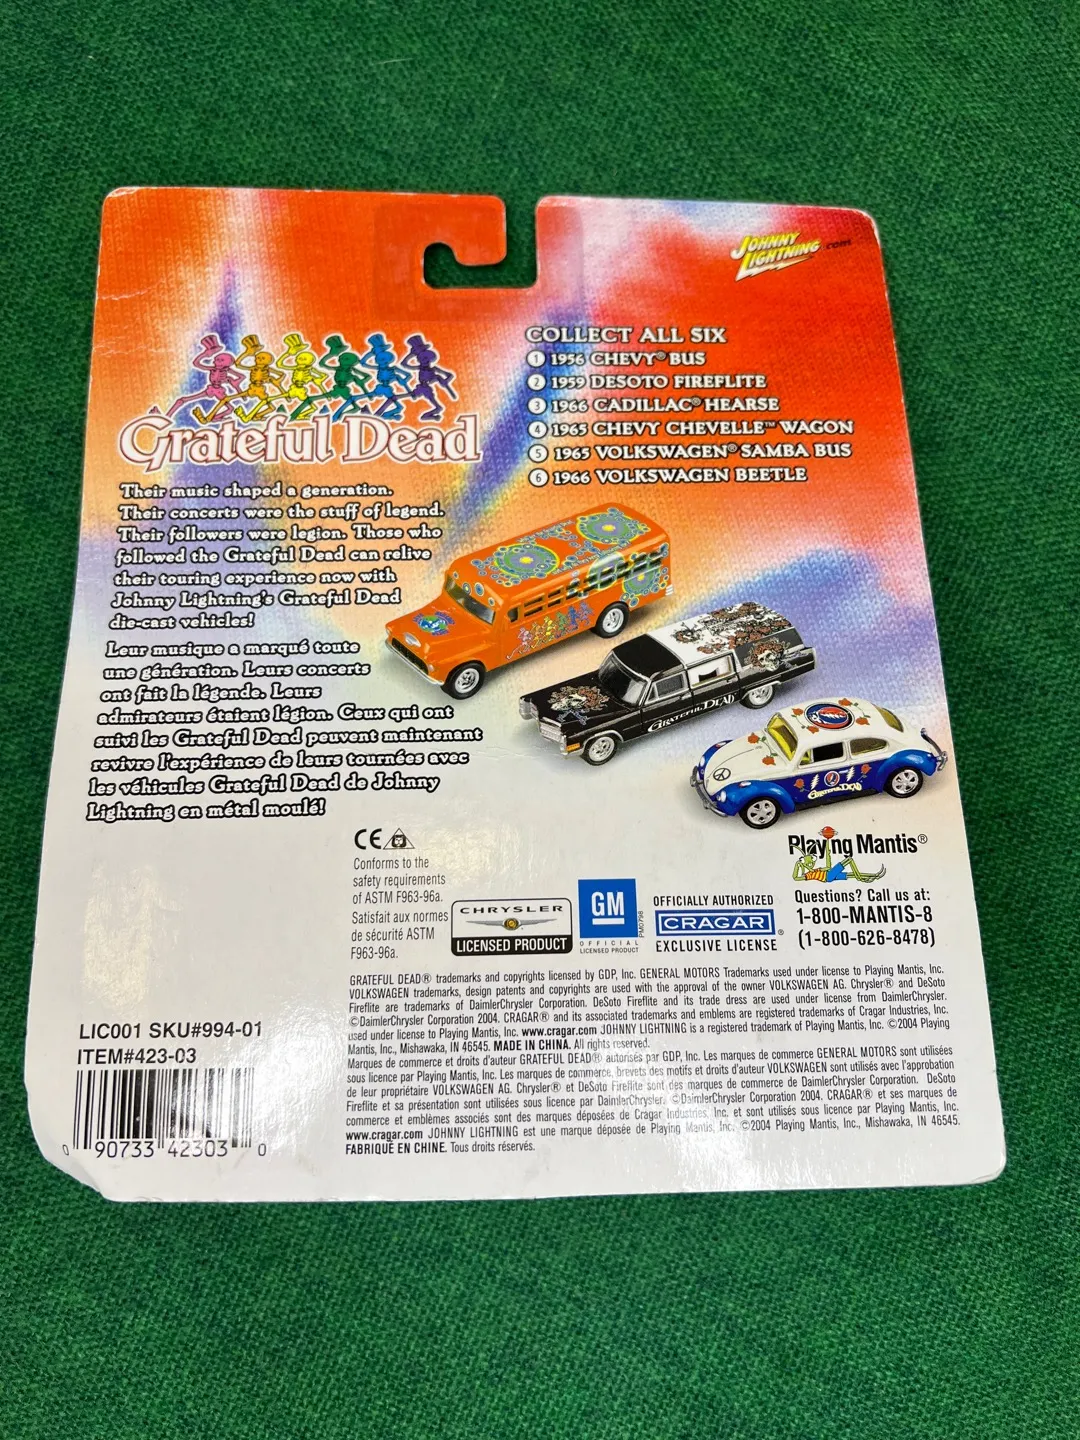 JOHNNY
LIGHTNING.com
Grateful Dead
COLLECT ALL SIX
1 1956 CHEVY® BUS
2 1959 DESOTO FIREFLITE
3 1966 CADILLAC® HEARSE
4 1965 CHEVY CHEVELLE™ WAGON
5 1965 VOLKSWAGEN® SAMBA BUS
6 1966 VOLKSWAGEN BEETLE
Their music shaped a generation.
Their concerts were the stuff of legend.
Their followers were legion. Those who
followed the Grateful Dead can relive
their touring experience now with
Johnny Lightning's Grateful Dead
die-cast vehicles!
Leur musique a marqué toute
une génération. Leurs concerts
ont fait la légende. Leurs
admirateurs étaient légion. Ceux qui ont
suivi les Grateful Dead peuvent maintenant
revivre l'expérience de leurs tournées avec
les véhicules Grateful Dead de Johnny
Lightning en métal moulé!
GRATEFUL DEAD
GRATEFUL DEAD
CE
Conforms to the
safety requirements
of ASTM F963-96a.
Satisfait aux normes
de sécurité ASTM
F963-96a.
CHRYSLER
LICENSED PRODUCT
GM
OFFICIAL
LICENSED PRODUCT
PM0798
OFFICIALLY AUTHORIZED
CRAGAR®
EXCLUSIVE LICENSE
Playing Mantis®
Questions? Call us at:
1-800-MANTIS-8
(1-800-626-8478)
GRATEFUL DEAD® trademarks and copyrights licensed by GDP, Inc. GENERAL MOTORS Trademarks used under license to Playing Mantis, Inc.
VOLKSWAGEN trademarks, design patents and copyrights are used with the approval of the owner VOLKSWAGEN AG. Chrysler® and DeSoto
Fireflite are trademarks of DaimlerChrysler Corporation. DeSoto Fireflite and its trade dress are used under license from DaimlerChrysler.
©DaimlerChrysler Corporation 2004. CRAGAR® and its associated trademarks and emblems are registered trademarks of Cragar Industries, Inc.
used under license to Playing Mantis, Inc. www.cragar.com JOHNNY LIGHTNING is a registered trademark of Playing Mantis, Inc. ©2004 Playing
Mantis, Inc., Mishawaka, IN 46545. MADE IN CHINA. All rights reserved.
Marques de commerce et droits d'auteur GRATEFUL DEAD® autorisés par GDP, Inc. Les marques de commerce GENERAL MOTORS sont utilisées
sous licence par Playing Mantis, Inc. Les marques de commerce, brevets des motifs et droits d'auteur VOLKSWAGEN sont utilisés avec l'approbation
de leur propriétaire VOLKSWAGEN AG. Chrysler® et DeSoto Fireflite sont des marques de commerce de DaimlerChrysler Corporation. DeSoto
Fireflite et sa présentation sont utilisées sous licence par DaimlerChrysler. ©DaimlerChrysler Corporation 2004. CRAGAR® et ses marques de
commerce et emblèmes associés sont des marques déposées de Cragar Industries, Inc. et sont utilisés sous licence par Playing Mantis, Inc.
www.cragar.com JOHNNY LIGHTNING est une marque déposée de Playing Mantis, Inc. ©2004 Playing Mantis, Inc., Mishawaka, IN 46545.
FABRIQUÉ EN CHINE. Tous droits réservés.
LIC001 SKU#994-01
ITEM#423-03
0 90733 42303 0